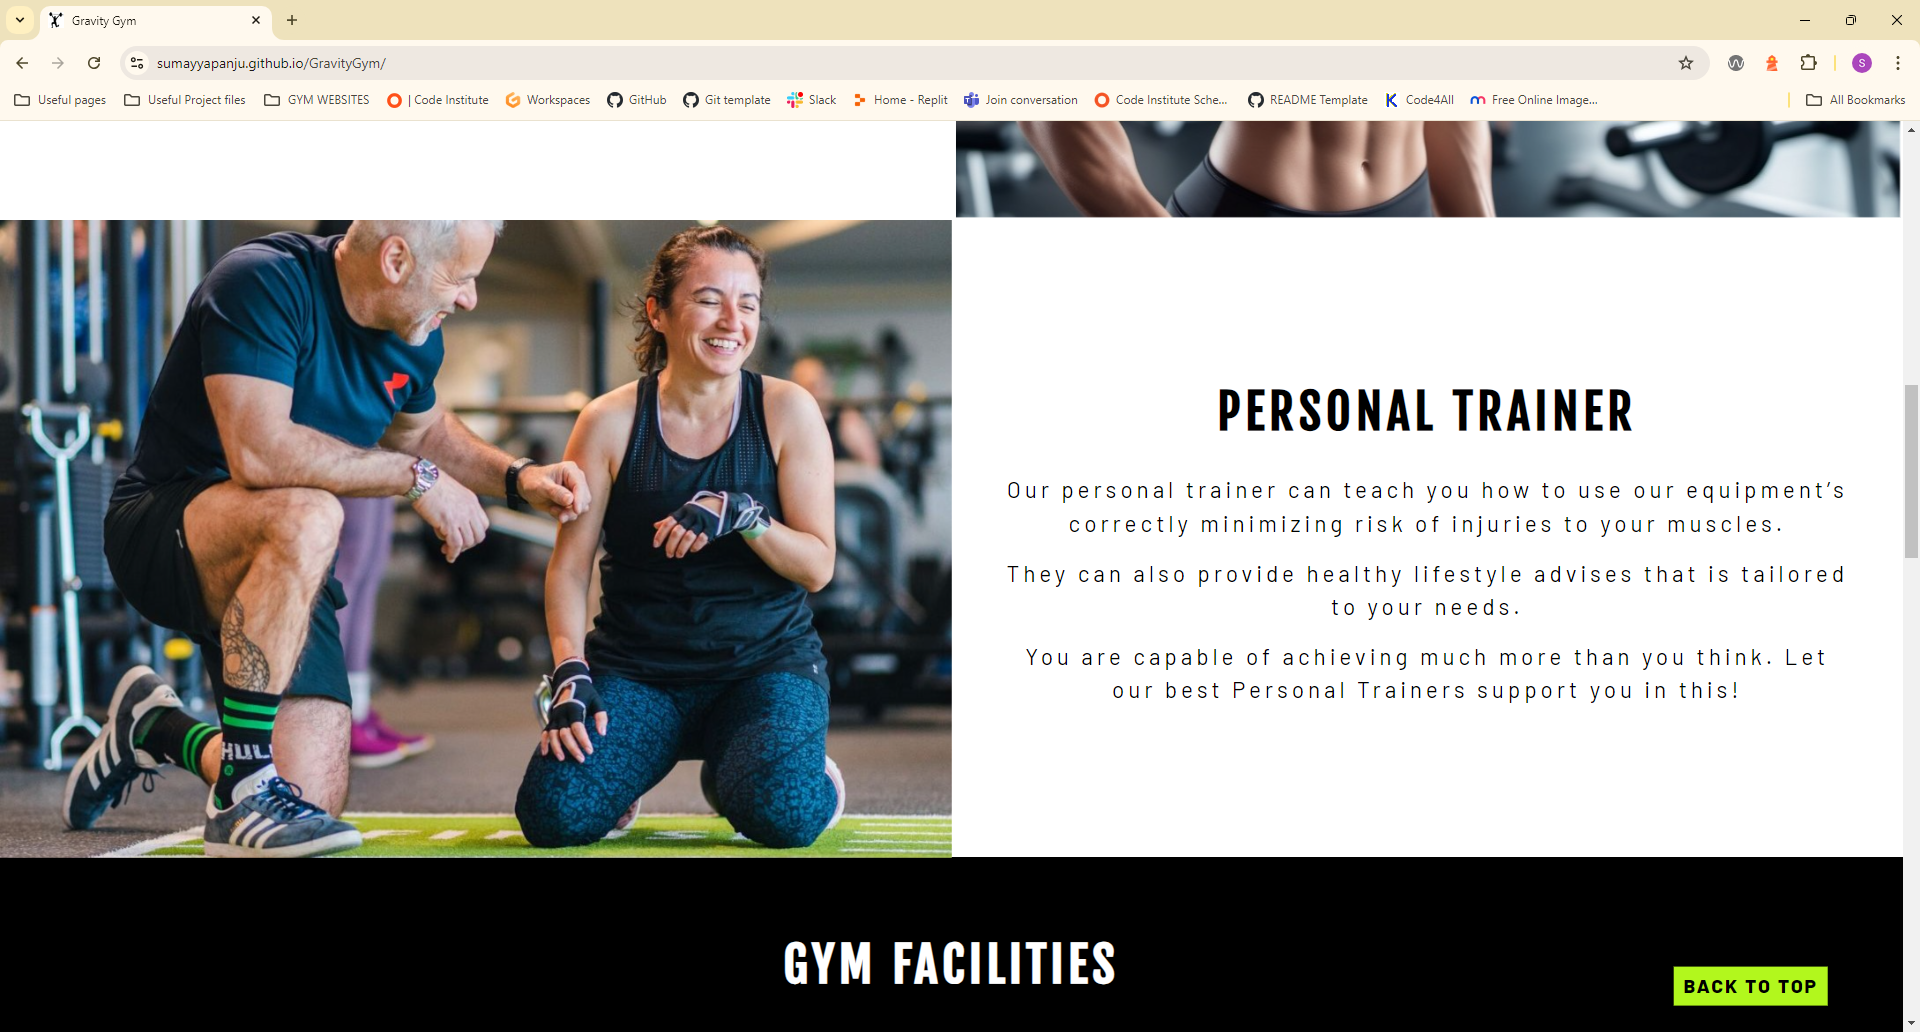 Gravity Gym
sumayyapanju.github.io/GravityGym/
S
Useful pages
Useful Project files
GYM WEBSITES
| Code Institute
Workspaces
GitHub
Git template
Slack
Home - Replit
Join conversation
Code Institute Sche...
README Template
Code4All
Free Online Image...
All Bookmarks
PERSONAL TRAINER
Our personal trainer can teach you how to use our equipment’s
correctly minimizing risk of injuries to your muscles.
They can also provide healthy lifestyle advises that is tailored
to your needs.
You are capable of achieving much more than you think. Let
our best Personal Trainers support you in this!
HUL
GYM FACILITIES
BACK TO TOP